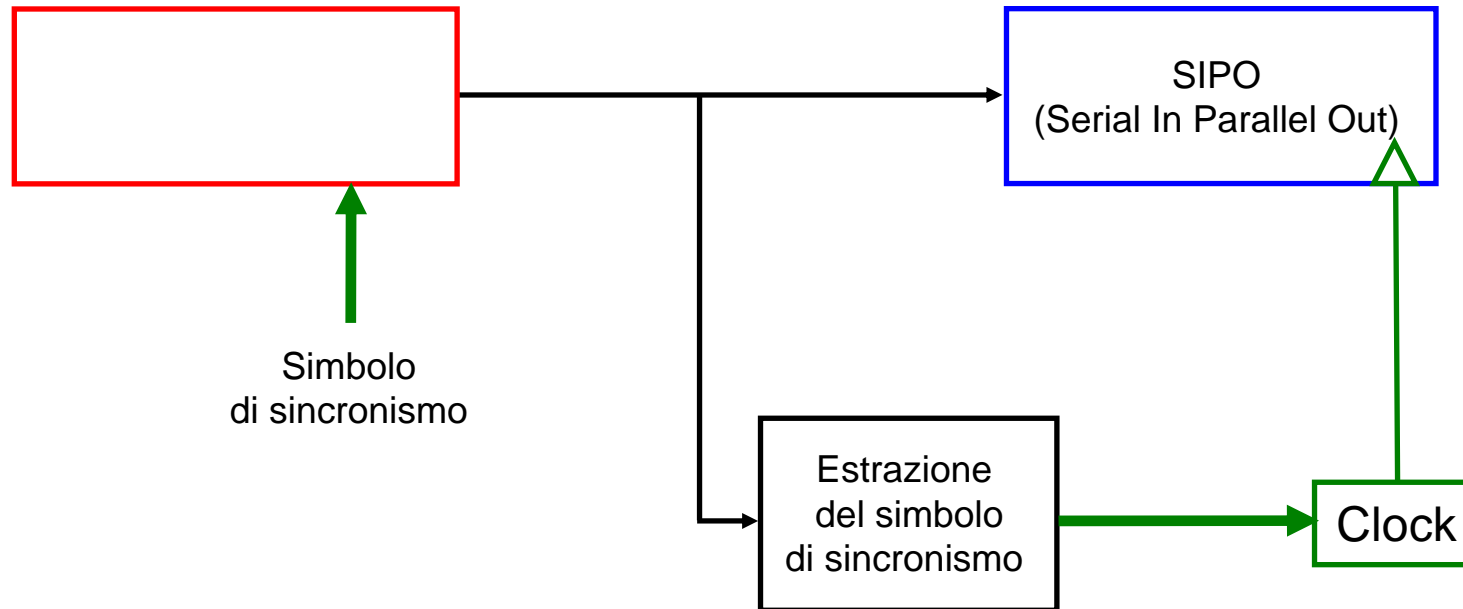 SIPO
(Serial In Parallel Out)
Simbolo
di sincronismo
Estrazione
del simbolo
di sincronismo
Clock